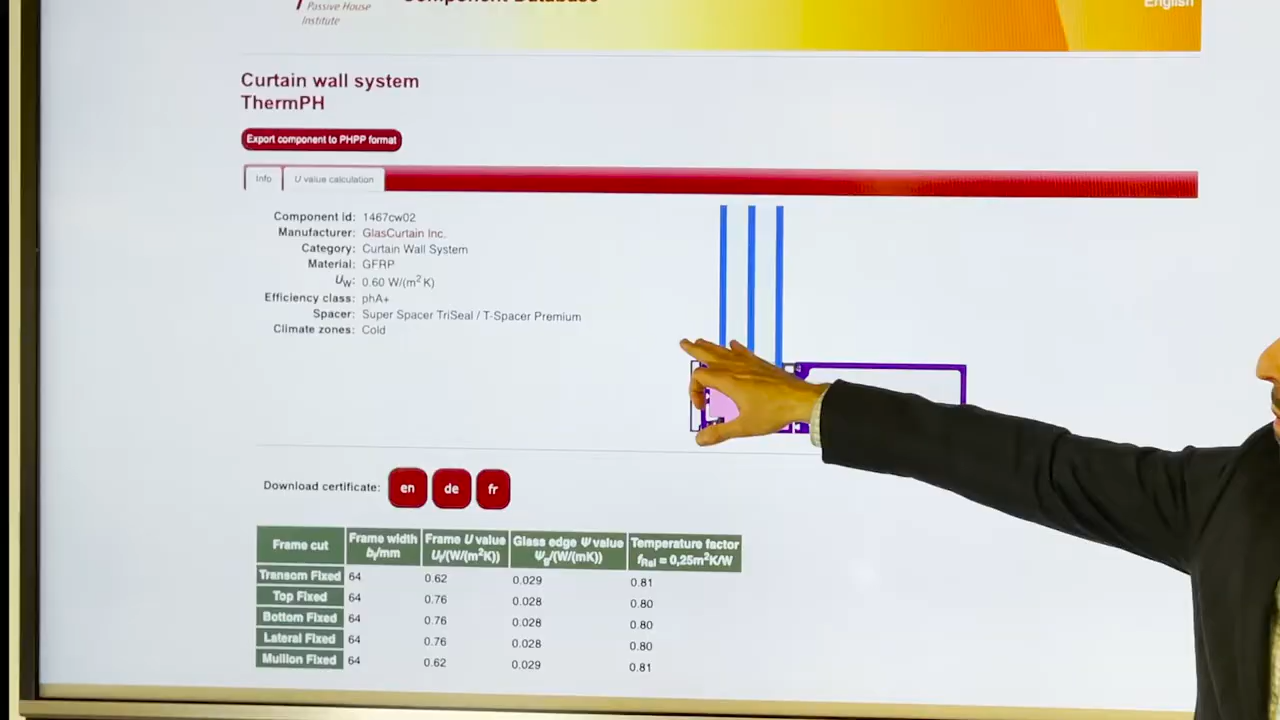 Passive House
Institute
Component Database
English
Curtain wall system
ThermPH
Export component to PHPP format
Info
U value calculation
Component id: 1467cw02
Manufacturer: GlasCurtain Inc.
Category: Curtain Wall System
Material: GFRP
UW: 0.60 W/(m² K)
Efficiency class: phA+
Spacer: Super Spacer TriSeal / T-Spacer Premium
Climate zones: Cold
Download certificate: en de fr
Frame cut Frame width Frame U value Glass edge Ψ value Temperature factor
bf/mm Uf/(W/(m²K)) Ψg/(W/(mK)) fRsi = 0,25m²K/W
Transom Fixed 64 0.62 0.029 0.81
Top Fixed 64 0.76 0.028 0.80
Bottom Fixed 64 0.76 0.028 0.80
Lateral Fixed 64 0.76 0.028 0.80
Mullion Fixed 64 0.62 0.029 0.81